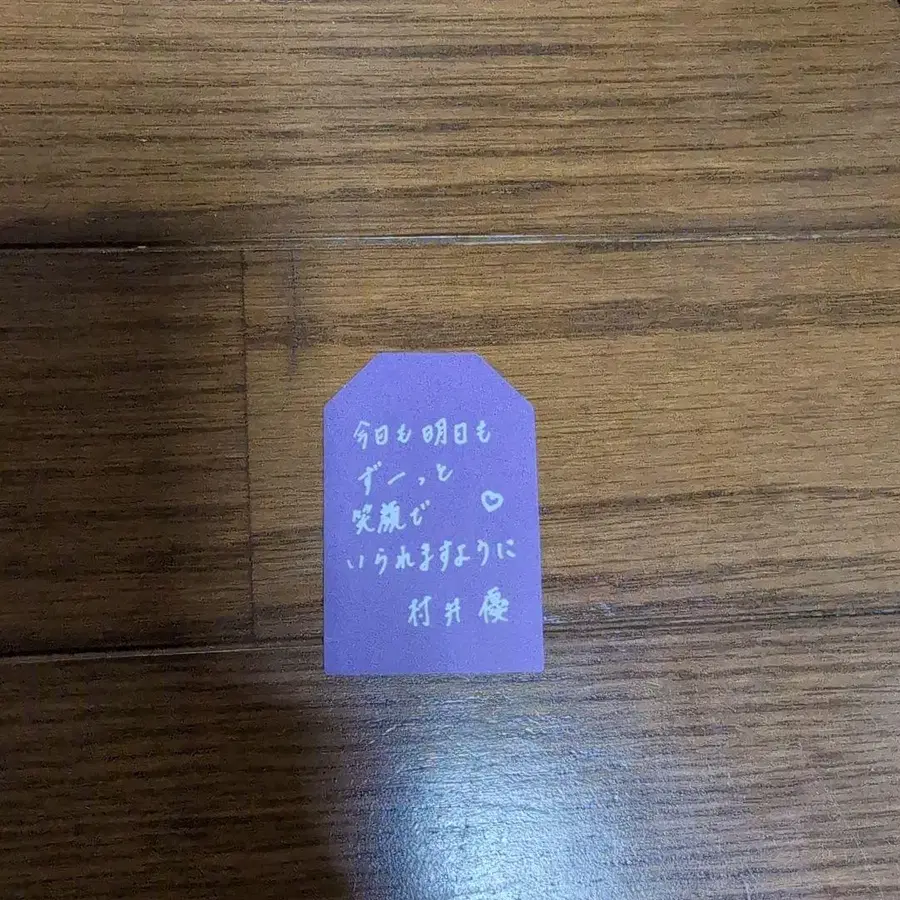 今日も明日も
ずーっと
笑顔で♡
いられますように
村井優